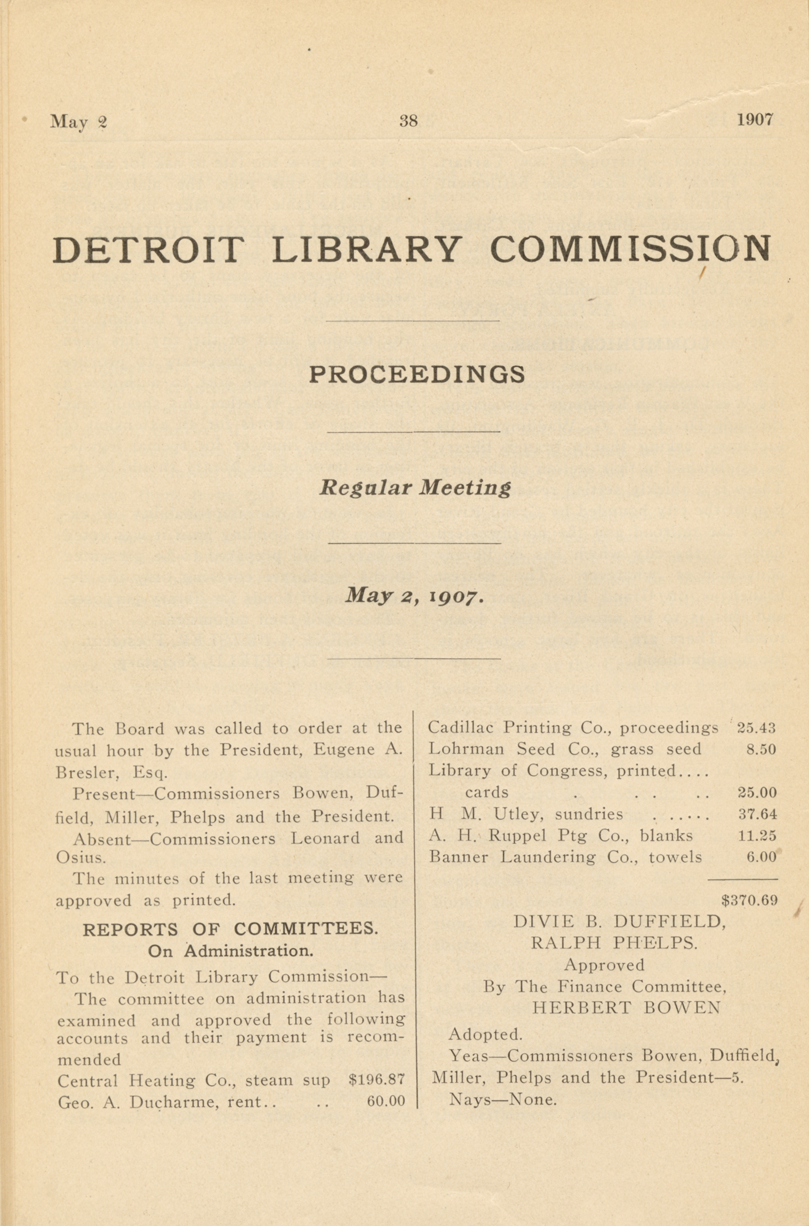 May 2 38 1907
DETROIT LIBRARY COMMISSION
PROCEEDINGS
Regular Meeting
May 2, 1907.
The Board was called to order at the
usual hour by the President, Eugene A.
Bresler, Esq.
Present—Commissioners Bowen, Duf-
field, Miller, Phelps and the President.
Absent—Commissioners Leonard and
Osius.
The minutes of the last meeting were
approved as printed.
REPORTS OF COMMITTEES.
On Administration.
To the Detroit Library Commission—
The committee on administration has
examined and approved the following
accounts and their payment is recom-
mended
Central Heating Co., steam sup $196.87
Geo. A. Ducharme, rent.. .. 60.00
Cadillac Printing Co., proceedings 25.43
Lohrman Seed Co., grass seed 8.50
Library of Congress, printed....
cards . . . .. 25.00
H M. Utley, sundries . ..... 37.64
A. H. Ruppel Ptg Co., blanks 11.25
Banner Laundering Co., towels 6.00
$370.69
DIVIE B. DUFFIELD,
RALPH PHELPS.
Approved
By The Finance Committee,
HERBERT BOWEN
Adopted.
Yeas—Commissioners Bowen, Duffield,
Miller, Phelps and the President—5.
Nays—None.